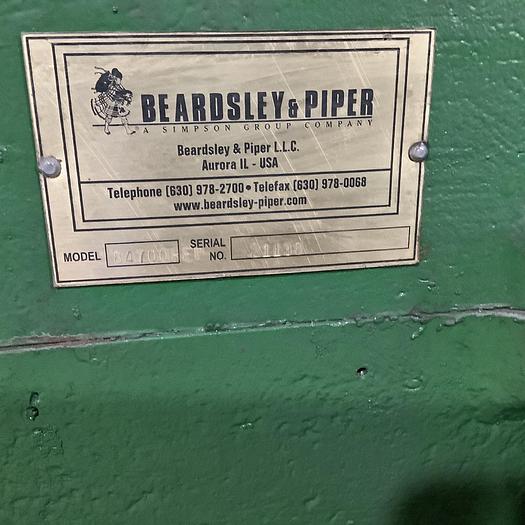 BEARDSLEY & PIPER
A SIMPSON GROUP COMPANY
Beardsley & Piper L.L.C.
Aurora IL - USA
Telephone (630) 978-2700 • Telefax (630) 978-0068
www.beardsley-piper.com
MODEL
SERIAL NO.